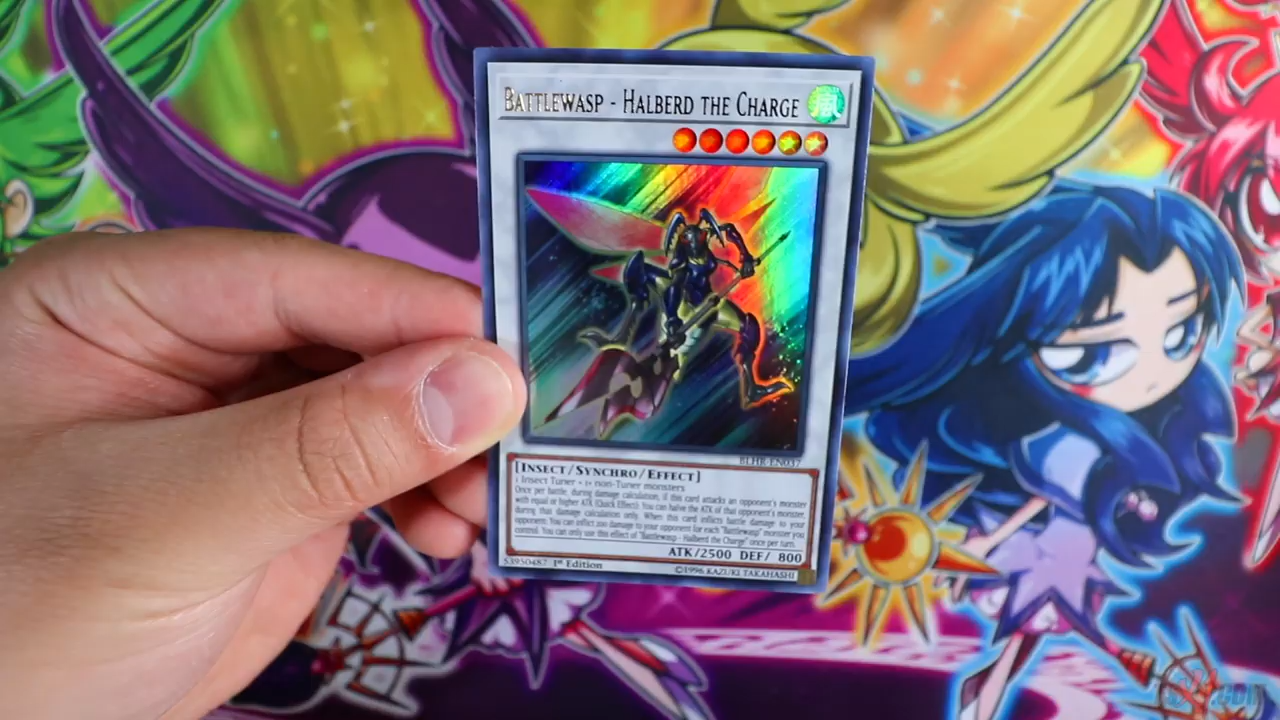 Battlewasp - Halberd the Charge
風
BLHR-EN037
[Insect/Synchro/Effect]
1 Insect Tuner + 1+ non-Tuner monsters
Once per battle, during damage calculation, if this card attacks an opponent's monster
with equal or higher ATK (Quick Effect): You can halve the ATK of that opponent's monster,
during that damage calculation only. When this card inflicts battle damage to your
opponent: You can inflict 200 damage to your opponent for each "Battlewasp" monster you
control. You can only use this effect of "Battlewasp - Halberd the Charge" once per turn.
ATK/2500 DEF/ 800
53950487 1st Edition
©1996 KAZUKI TAKAHASHI